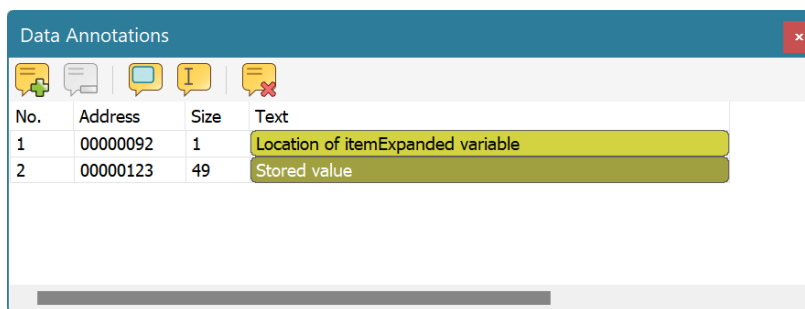 Data Annotations
No. Address Size Text
1 00000092 1 Location of itemExpanded variable
2 00000123 49 Stored value